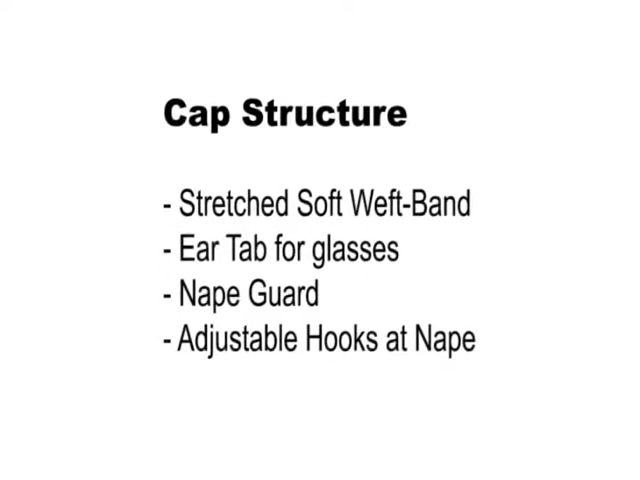 Cap Structure
- Stretched Soft Weft-Band
- Ear Tab for glasses
- Nape Guard
- Adjustable Hooks at Nape